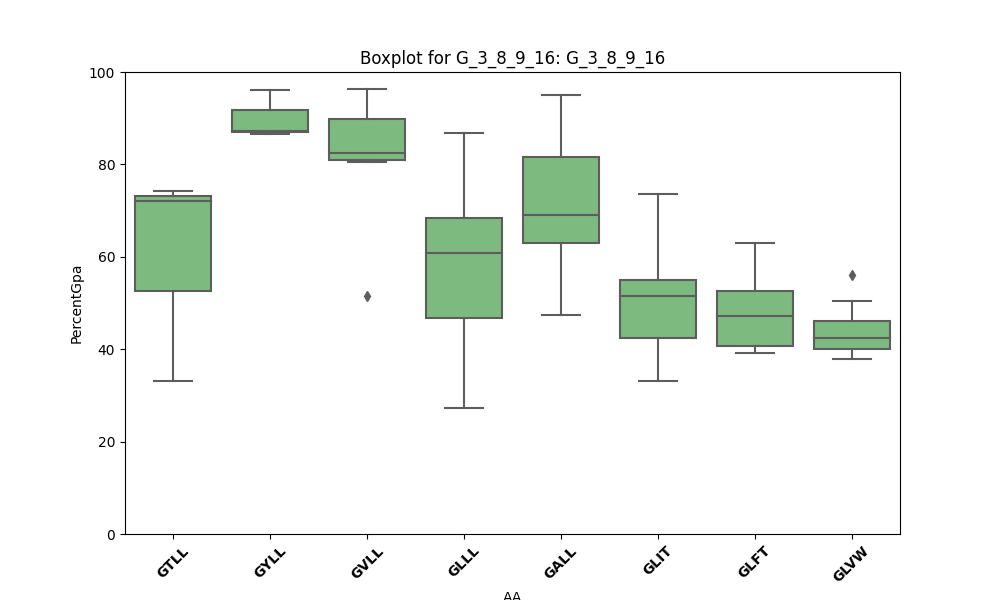 Boxplot for G_3_8_9_16: G_3_8_9_16
100
80
60
40
20
0
PercentGpa
GTLL
GYLL
GVLL
GLLL
GALL
GLIT
GLFT
GLVW
AA